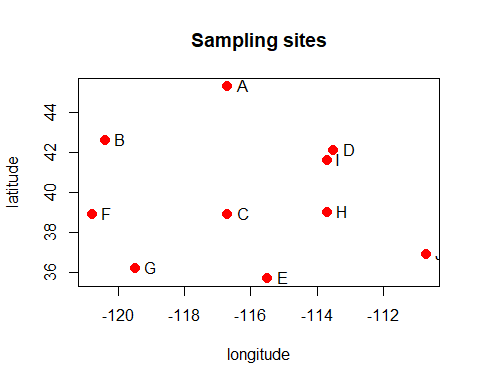 Sampling sites
A
44
B
42
D
I
latitude
40
F
C
H
38
G
36
E
-120
-118
-116
-114
-112
longitude